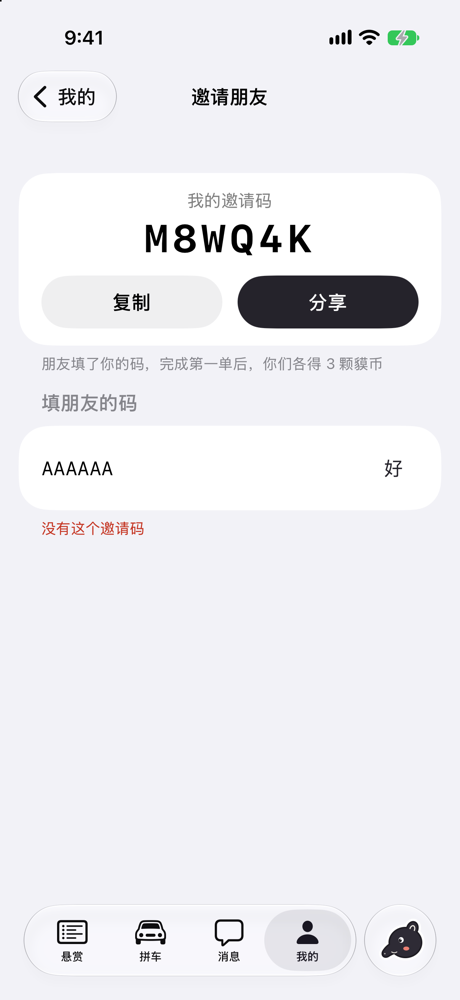 9:41
我的
邀请朋友
我的邀请码
M8WQ4K
复制
分享
朋友填了你的码，完成第一单后，你们各得 3 颗貘币
填朋友的码
AAAAAA
好
没有这个邀请码
悬赏
拼车
消息
我的